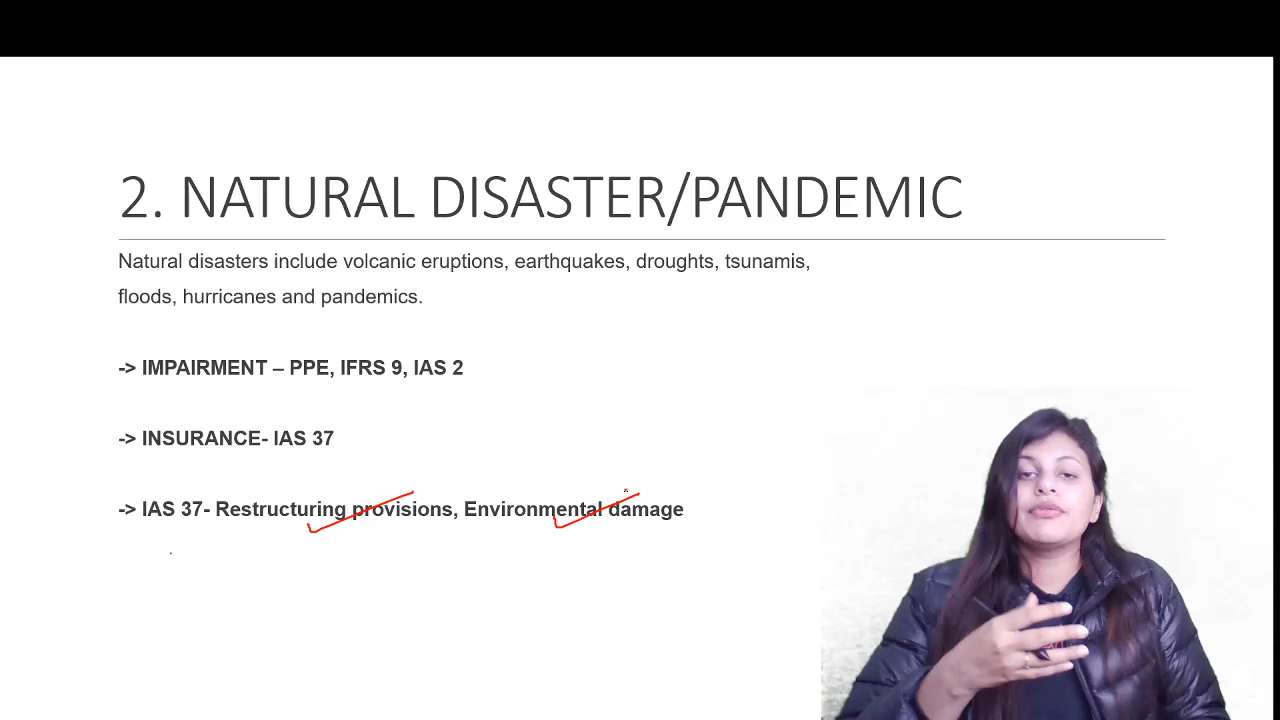 2. NATURAL DISASTER/PANDEMIC
Natural disasters include volcanic eruptions, earthquakes, droughts, tsunamis,
floods, hurricanes and pandemics.
-> IMPAIRMENT – PPE, IFRS 9, IAS 2
-> INSURANCE- IAS 37
-> IAS 37- Restructuring provisions, Environmental damage